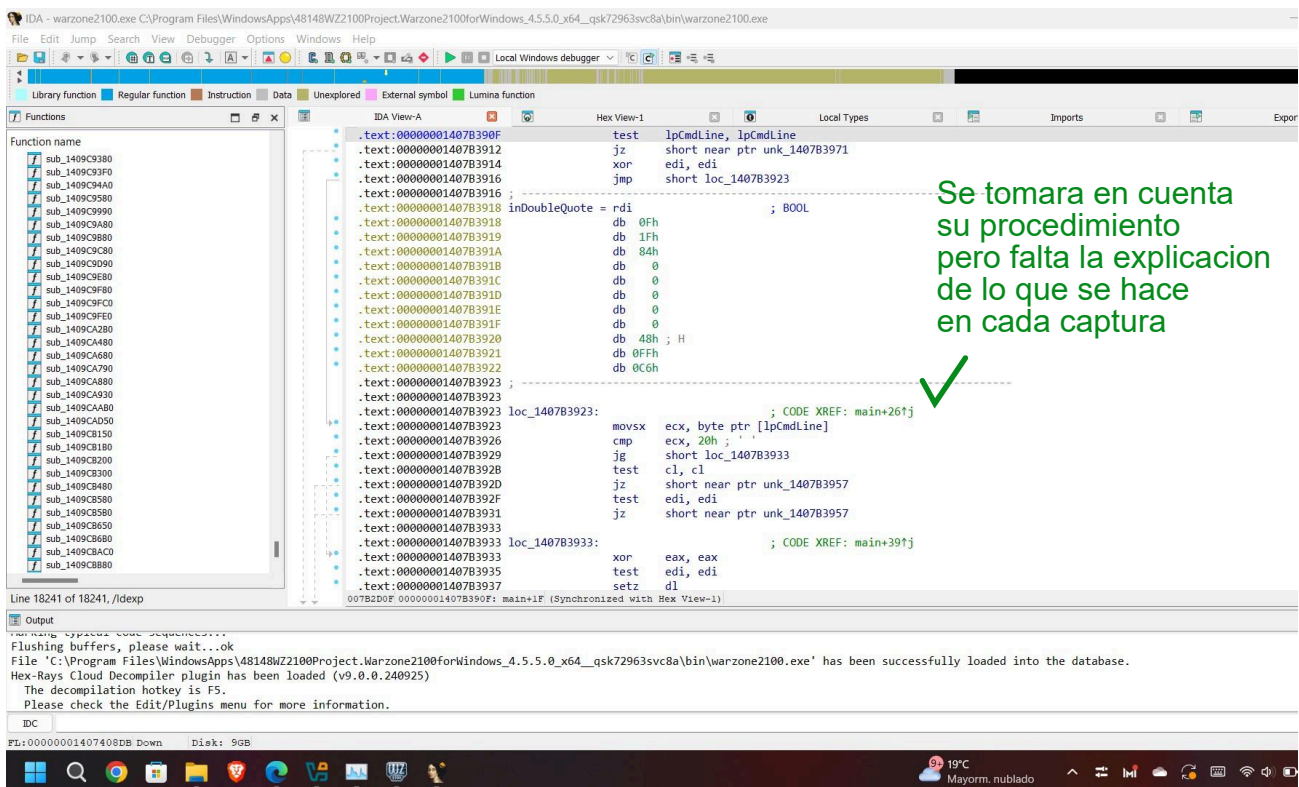 IDA - warzone2100.exe C:\Program Files\WindowsApps\48148WZ2100Project.Warzone2100forWindows_4.5.5.0_x64__qsk72963svc8a\bin\warzone2100.exe
File Edit Jump Search View Debugger Options Windows Help
Local Windows debugger
Library function Regular function Instruction Data Unexplored External symbol Lumina function
Functions
IDA View-A Hex View-1 Local Types Imports Export
Function name
sub_1409C9380
sub_1409C93F0
sub_1409C94A0
sub_1409C9580
sub_1409C9990
sub_1409C9A80
sub_1409C9B80
sub_1409C9C80
sub_1409C9D90
sub_1409C9E80
sub_1409C9F80
sub_1409C9FC0
sub_1409C9FE0
sub_1409CA2B0
sub_1409CA480
sub_1409CA680
sub_1409CA790
sub_1409CA880
sub_1409CA930
sub_1409CAAB0
sub_1409CAD50
sub_1409CB150
sub_1409CB1B0
sub_1409CB200
sub_1409CB300
sub_1409CB480
sub_1409CB580
sub_1409CB5B0
sub_1409CB650
sub_1409CB6B0
sub_1409CBAC0
sub_1409CBB80
Line 18241 of 18241, /ldexp
.text:00000001407B390F test lpCmdLine, lpCmdLine
.text:00000001407B3912 jz short near ptr unk_1407B3971
.text:00000001407B3914 xor edi, edi
.text:00000001407B3916 jmp short loc_1407B3923
.text:00000001407B3916 ; ---------------------------------------------------------------------------
.text:00000001407B3918 inDoubleQuote = rdi ; BOOL
.text:00000001407B3918 db 0Fh
.text:00000001407B3919 db 1Fh
.text:00000001407B391A db 84h
.text:00000001407B391B db 0
.text:00000001407B391C db 0
.text:00000001407B391D db 0
.text:00000001407B391E db 0
.text:00000001407B391F db 0
.text:00000001407B3920 db 48h ; H
.text:00000001407B3921 db 0FFh
.text:00000001407B3922 db 0C6h
.text:00000001407B3923 ; ---------------------------------------------------------------------------
.text:00000001407B3923
.text:00000001407B3923 loc_1407B3923: ; CODE XREF: main+26↑j
.text:00000001407B3923 movsx ecx, byte ptr [lpCmdLine]
.text:00000001407B3926 cmp ecx, 20h ; ' '
.text:00000001407B3929 jg short loc_1407B3933
.text:00000001407B392B test cl, cl
.text:00000001407B392D jz short near ptr unk_1407B3957
.text:00000001407B392F test edi, edi
.text:00000001407B3931 jz short near ptr unk_1407B3957
.text:00000001407B3933
.text:00000001407B3933 loc_1407B3933: ; CODE XREF: main+39↑j
.text:00000001407B3933 xor eax, eax
.text:00000001407B3935 test edi, edi
.text:00000001407B3937 setz dl
007B2D0F 00000001407B390F: main+1F (Synchronized with Hex View-1)
Se tomara en cuenta
su procedimiento
pero falta la explicacion
de lo que se hace
en cada captura
Output
Marking typical code sequences...
Flushing buffers, please wait...ok
File 'C:\Program Files\WindowsApps\48148WZ2100Project.Warzone2100forWindows_4.5.5.0_x64__qsk72963svc8a\bin\warzone2100.exe' has been successfully loaded into the database.
Hex-Rays Cloud Decompiler plugin has been loaded (v9.0.0.240925)
The decompilation hotkey is F5.
Please check the Edit/Plugins menu for more information.
IDC
FL:00000001407408DB Down Disk: 9GB
9+ 19°C
Mayorm. nublado